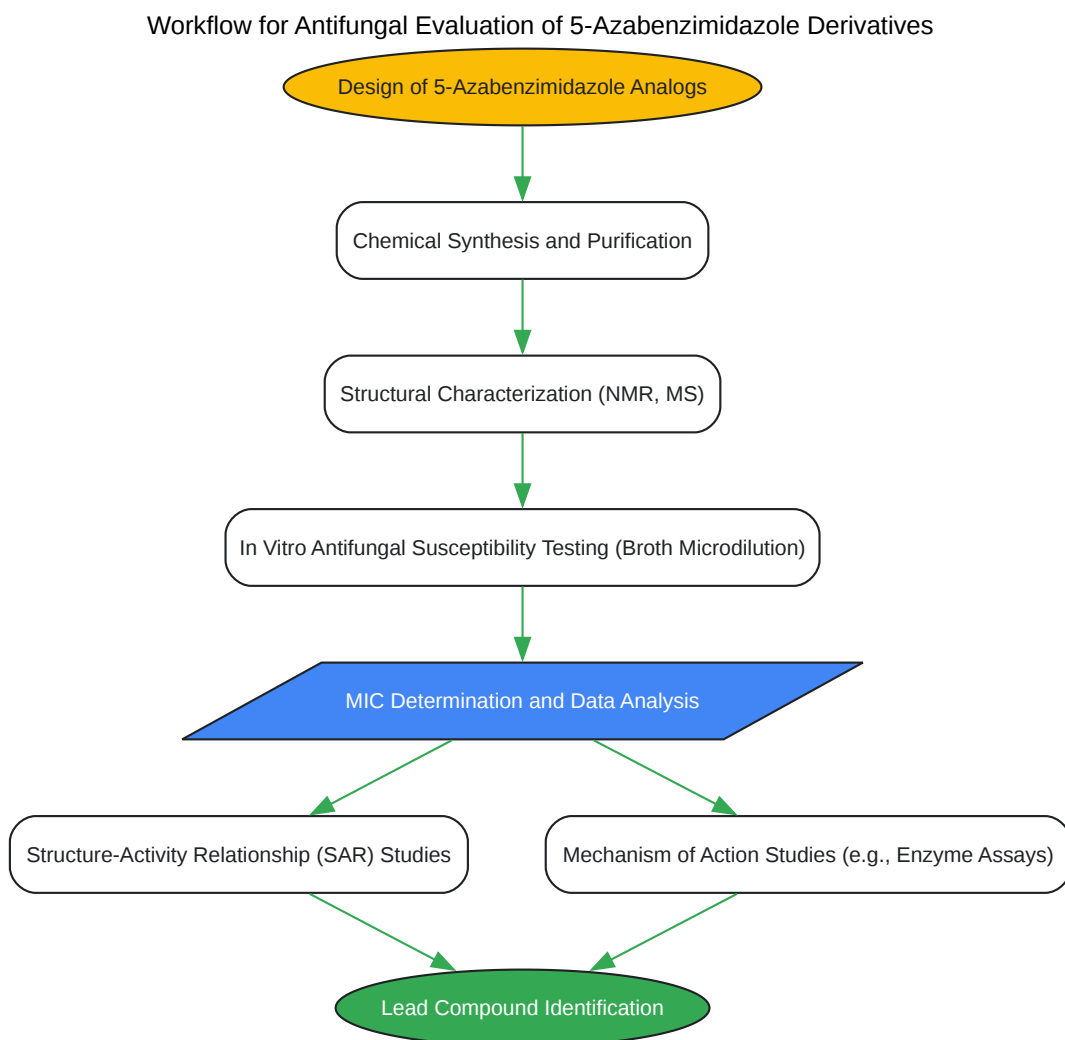 Workflow for Antifungal Evaluation of 5-Azabenzimidazole Derivatives
Design of 5-Azabenzimidazole Analogs
Chemical Synthesis and Purification
Structural Characterization (NMR, MS)
In Vitro Antifungal Susceptibility Testing (Broth Microdilution)
MIC Determination and Data Analysis
Structure-Activity Relationship (SAR) Studies
Mechanism of Action Studies (e.g., Enzyme Assays)
Lead Compound Identification